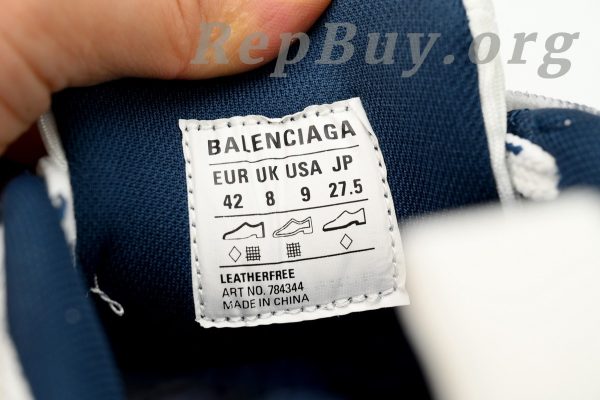 RepBuy.org
BALENCIAGA
EUR UK USA JP
42 8 9 27.5
LEATHERFREE
ART NO. 784344
MADE IN CHINA